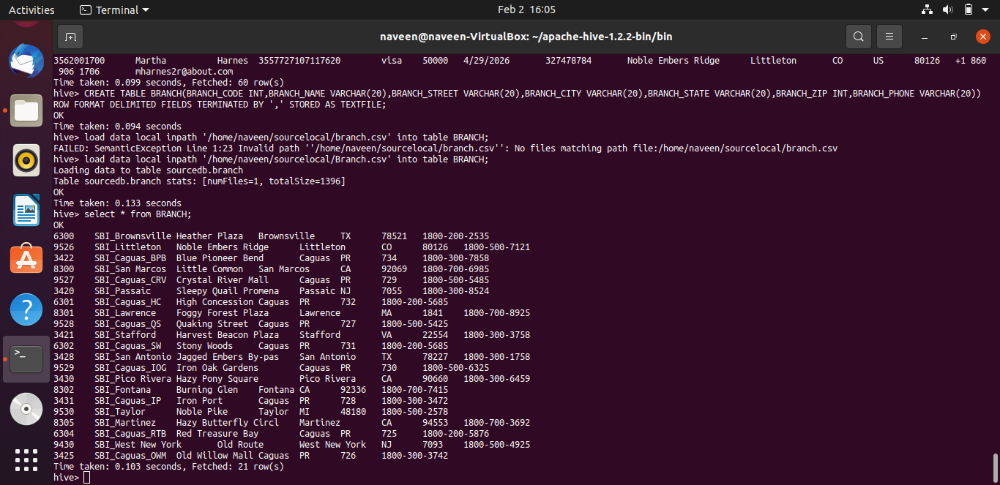 Activities Terminal Feb 2 16:05
naveen@naveen-VirtualBox: ~/apache-hive-1.2.2-bin/bin
3562001700 Martha Harnes 3557727107117620 visa 50000 4/29/2026 327478784 Noble Embers Ridge Littleton CO US 80126 +1 860
906 1706 mharnes2r@about.com
Time taken: 0.099 seconds, Fetched: 60 row(s)
hive> CREATE TABLE BRANCH(BRANCH_CODE INT,BRANCH_NAME VARCHAR(20),BRANCH_STREET VARCHAR(20),BRANCH_CITY VARCHAR(20),BRANCH_STATE VARCHAR(20),BRANCH_ZIP INT,BRANCH_PHONE VARCHAR(20))
ROW FORMAT DELIMITED FIELDS TERMINATED BY ',' STORED AS TEXTFILE;
OK
Time taken: 0.094 seconds
hive> load data local inpath '/home/naveen/sourcelocal/branch.csv' into table BRANCH;
FAILED: SemanticException Line 1:23 Invalid path ''/home/naveen/sourcelocal/branch.csv'': No files matching path file:/home/naveen/sourcelocal/branch.csv
hive> load data local inpath '/home/naveen/sourcelocal/Branch.csv' into table BRANCH;
Loading data to table sourcedb.branch
Table sourcedb.branch stats: [numFiles=1, totalSize=1396]
OK
Time taken: 0.133 seconds
hive> select * from BRANCH;
OK
6300 SBI_Brownsville Heather Plaza Brownsville TX 78521 1800-200-2535
9526 SBI_Littleton Noble Embers Ridge Littleton CO 80126 1800-500-7121
3422 SBI_Caguas_BPB Blue Pioneer Bend Caguas PR 734 1800-300-7858
8300 SBI_San Marcos Little Common San Marcos CA 92069 1800-700-6985
9527 SBI_Caguas_CRV Crystal River Mall Caguas PR 729 1800-500-5485
3420 SBI_Passaic Sleepy Quail Promena Passaic NJ 7055 1800-300-8524
6301 SBI_Caguas_HC High Concession Caguas PR 732 1800-200-5685
8301 SBI_Lawrence Foggy Forest Plaza Lawrence MA 1841 1800-700-8925
9528 SBI_Caguas_QS Quaking Street Caguas PR 727 1800-500-5425
3421 SBI_Stafford Harvest Beacon Plaza Stafford VA 22554 1800-300-3758
6302 SBI_Caguas_SW Stony Woods Caguas PR 731 1800-200-5685
3428 SBI_San Antonio Jagged Embers By-pas San Antonio TX 78227 1800-300-1758
9529 SBI_Caguas_IOG Iron Oak Gardens Caguas PR 730 1800-500-6325
3430 SBI_Pico Rivera Hazy Pony Square Pico Rivera CA 90660 1800-300-6459
8302 SBI_Fontana Burning Glen Fontana CA 92336 1800-700-7415
3431 SBI_Caguas_IP Iron Port Caguas PR 728 1800-300-3472
9530 SBI_Taylor Noble Pike Taylor MI 48180 1800-500-2578
8305 SBI_Martinez Hazy Butterfly Circl Martinez CA 94553 1800-700-3692
6304 SBI_Caguas_RTB Red Treasure Bay Caguas PR 725 1800-200-5876
9430 SBI_West New York Old Route West New York NJ 7093 1800-500-4925
3425 SBI_Caguas_OWM Old Willow Mall Caguas PR 726 1800-300-3742
Time taken: 0.103 seconds, Fetched: 21 row(s)
hive>